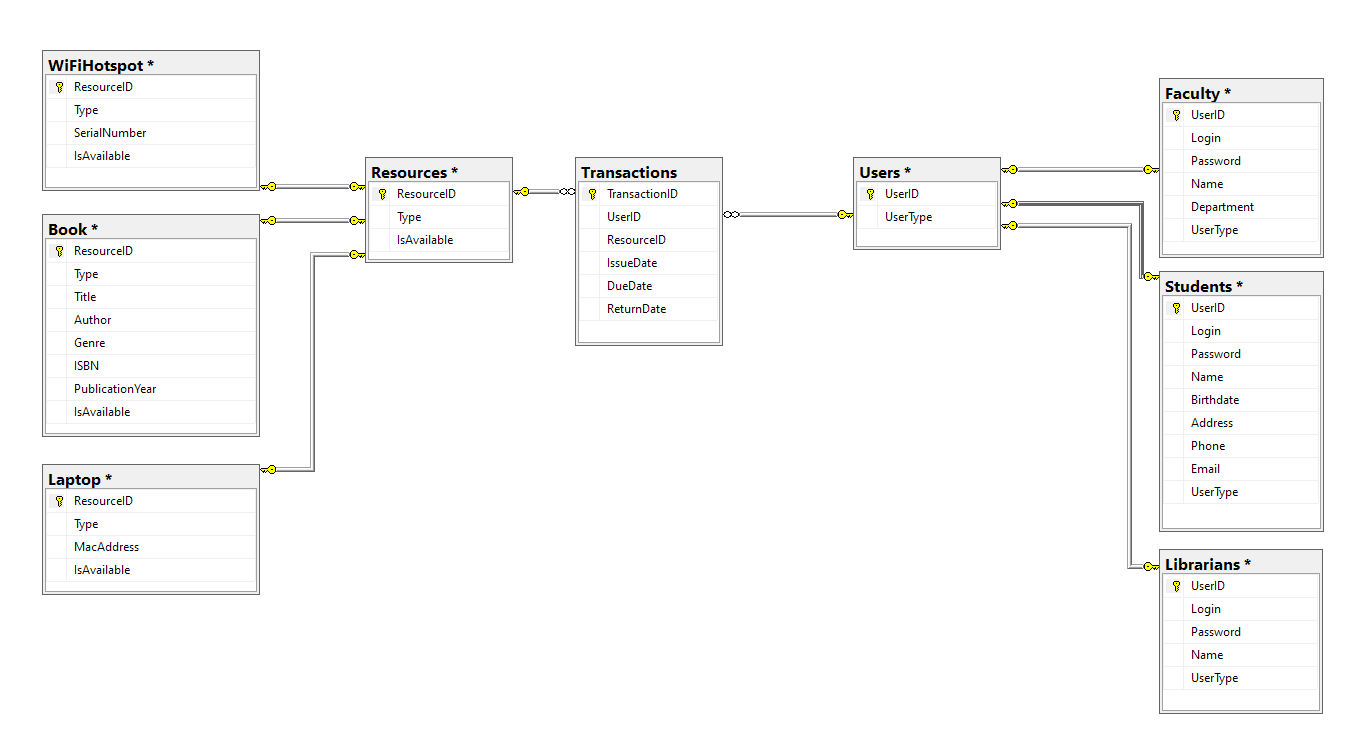 WiFiHotspot *
ResourceID
Type
SerialNumber
IsAvailable
Book *
ResourceID
Type
Title
Author
Genre
ISBN
PublicationYear
IsAvailable
Laptop *
ResourceID
Type
MacAddress
IsAvailable
Resources *
ResourceID
Type
IsAvailable
Transactions
TransactionID
UserID
ResourceID
IssueDate
DueDate
ReturnDate
Users *
UserID
UserType
Faculty *
UserID
Login
Password
Name
Department
UserType
Students *
UserID
Login
Password
Name
Birthdate
Address
Phone
Email
UserType
Librarians *
UserID
Login
Password
Name
UserType